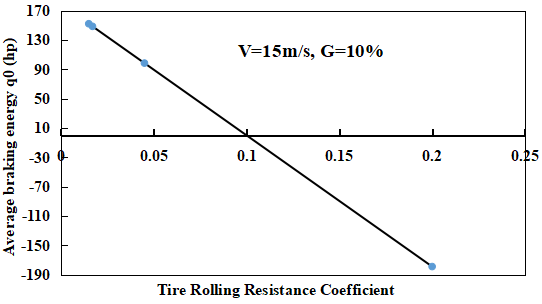 170
130
90
50
10
-30
-70
-110
-150
-190
Average braking energy q0 (hp)
V=15m/s, G=10%
0- 0.05 0.1 0.15 0.2 0.25
Tire Rolling Resistance Coefficient